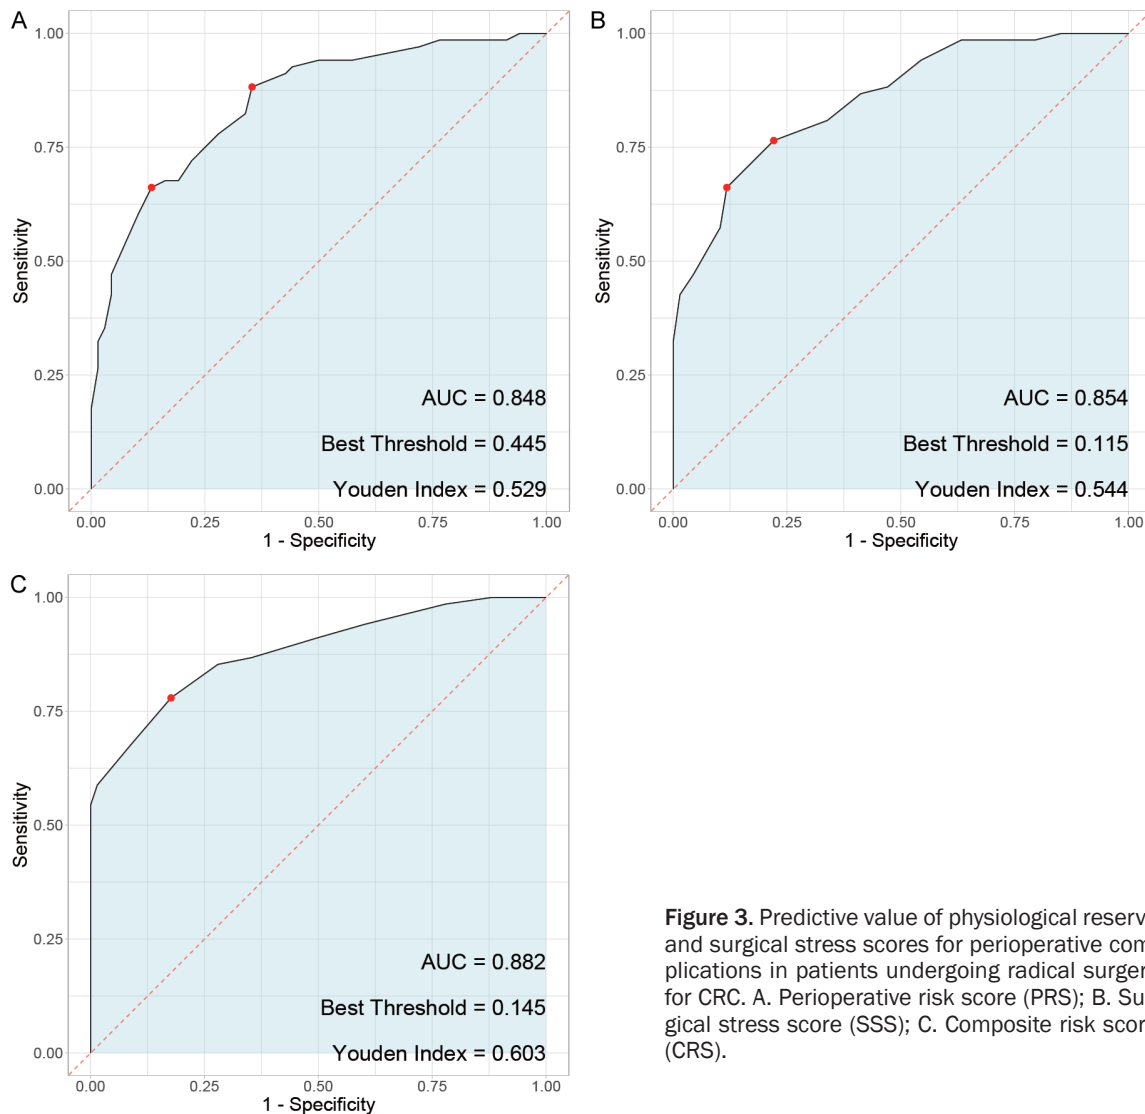 A
1.00
0.75
0.50
0.25
0.00
Sensitivity
AUC = 0.848
Best Threshold = 0.445
Youden Index = 0.529
0.00 0.25 0.50 0.75 1.00
1 - Specificity
B
1.00
0.75
0.50
0.25
0.00
Sensitivity
AUC = 0.854
Best Threshold = 0.115
Youden Index = 0.544
0.00 0.25 0.50 0.75 1.00
1 - Specificity
C
1.00
0.75
0.50
0.25
0.00
Sensitivity
AUC = 0.882
Best Threshold = 0.145
Youden Index = 0.603
0.00 0.25 0.50 0.75 1.00
1 - Specificity
Figure 3. Predictive value of physiological reserv
and surgical stress scores for perioperative com
plications in patients undergoing radical surger
for CRC. A. Perioperative risk score (PRS); B. Su
gical stress score (SSS); C. Composite risk scor
(CRS).